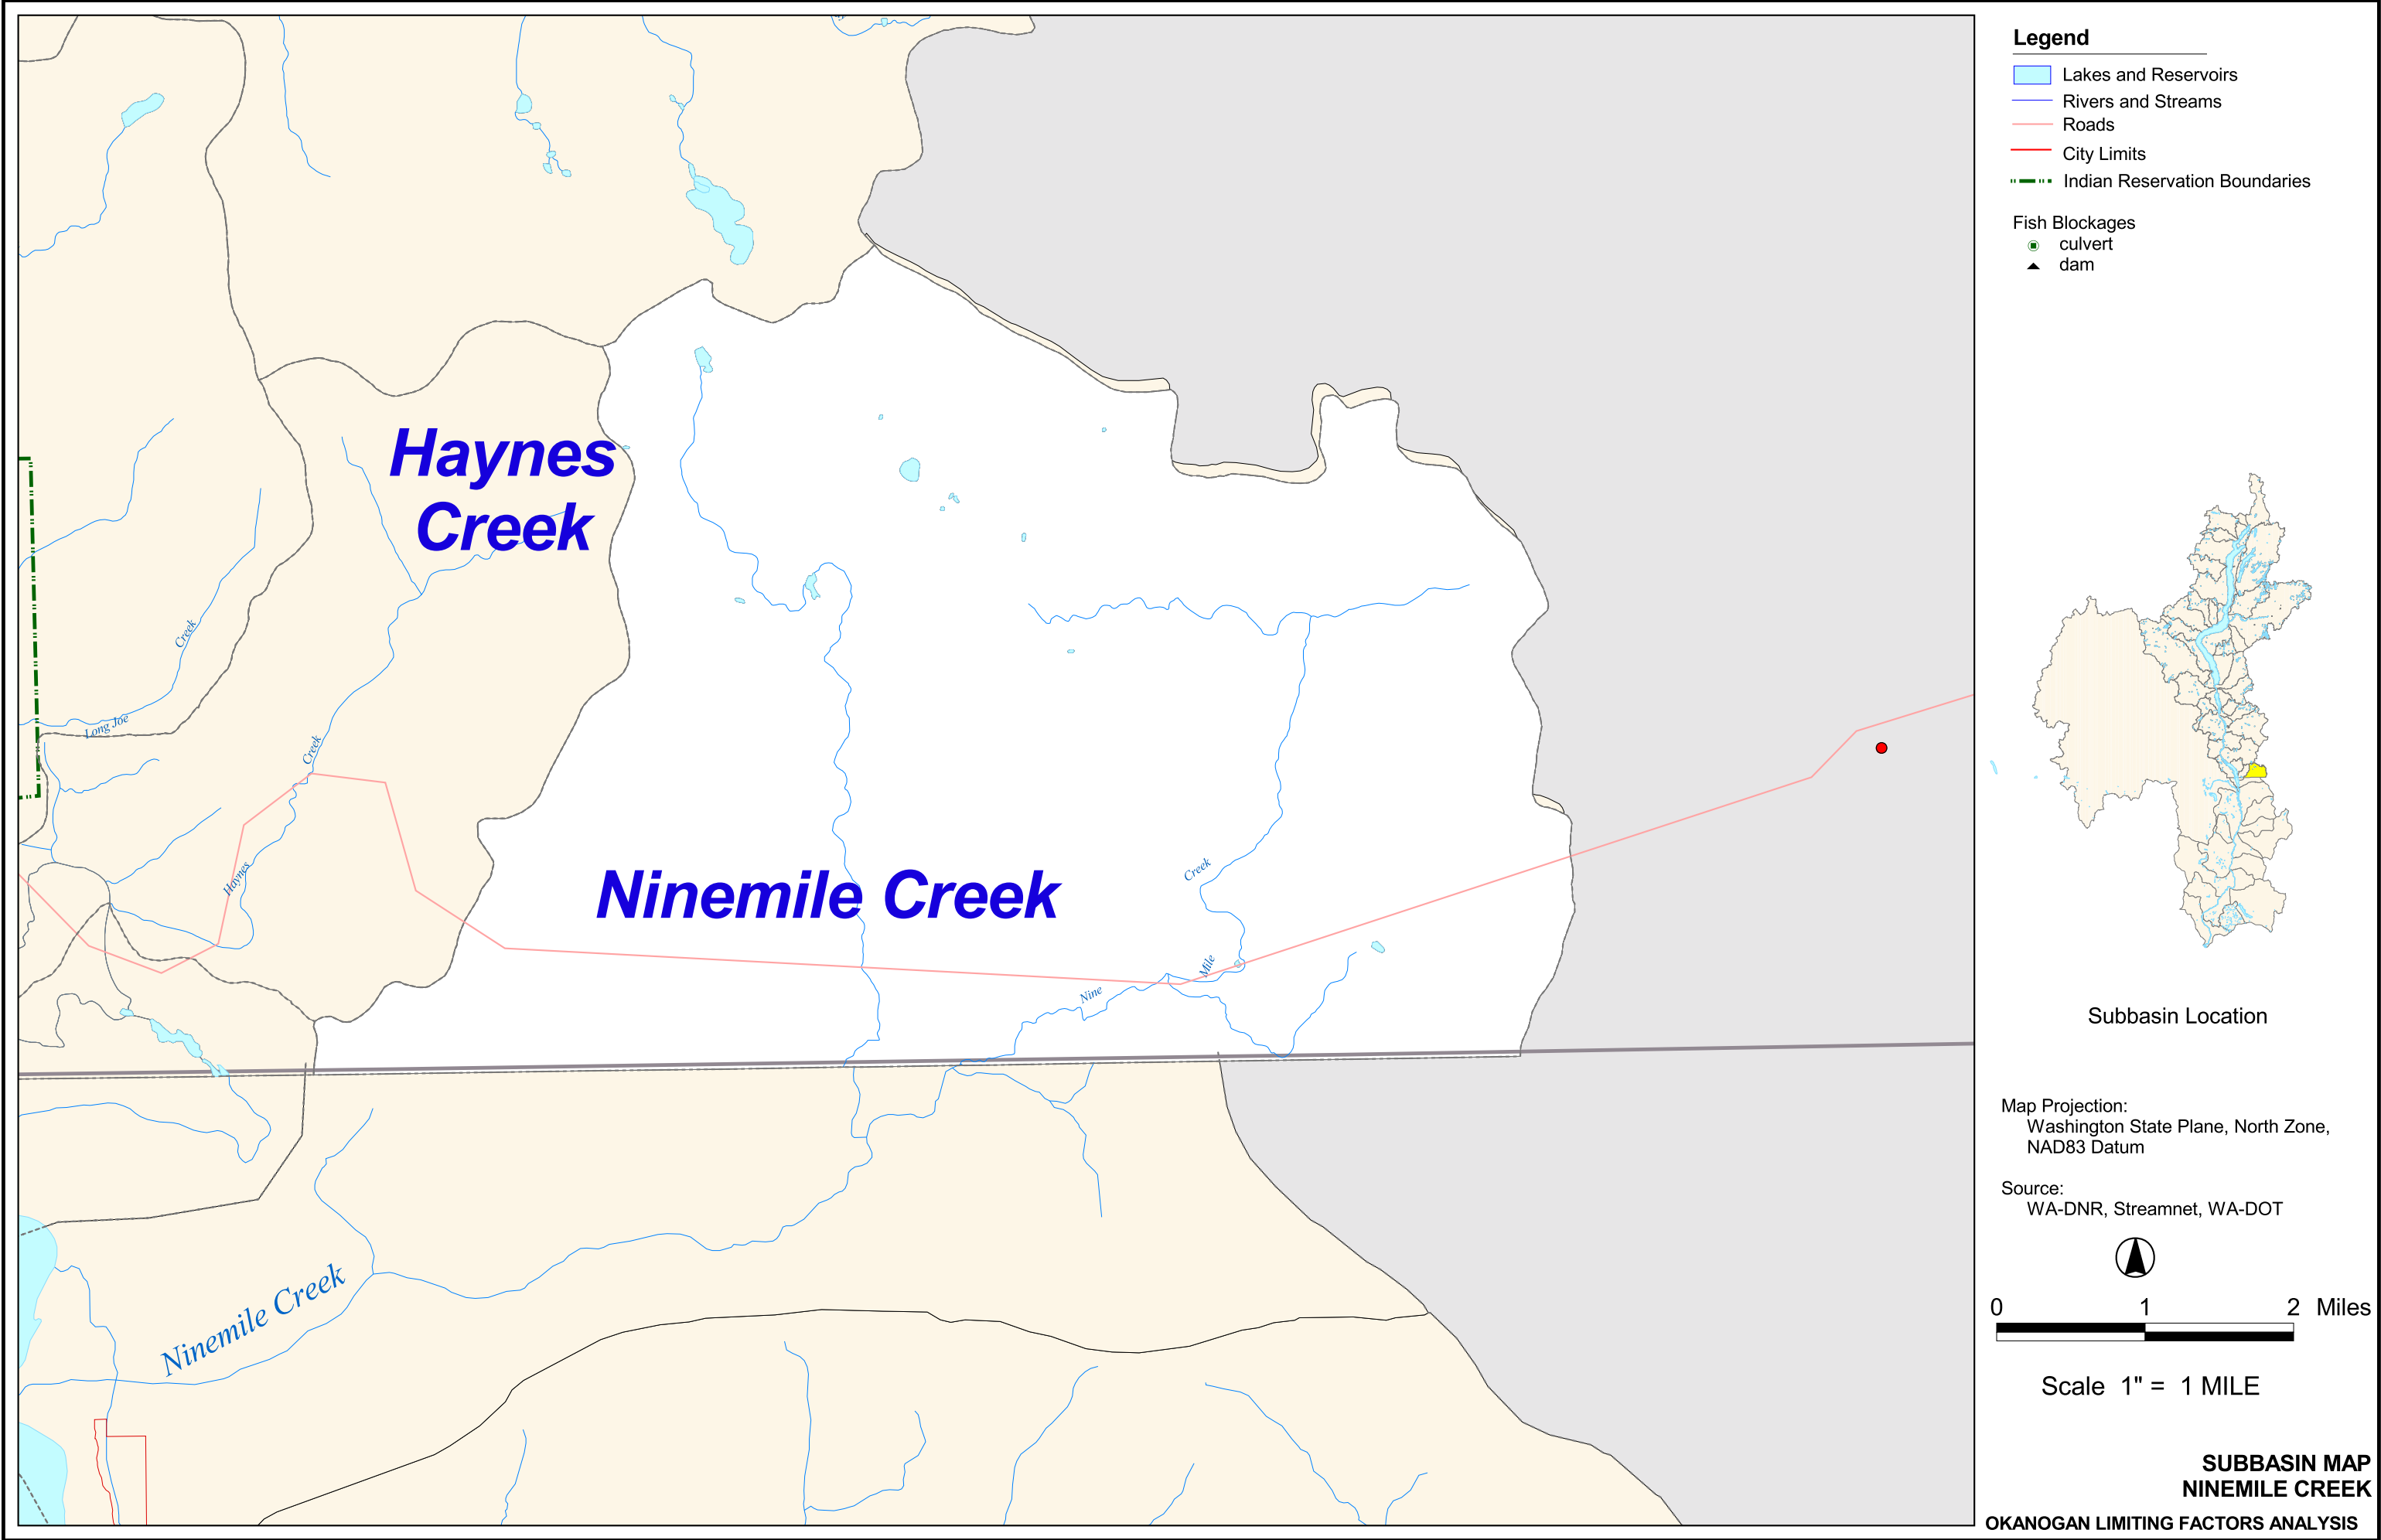 Haynes
Creek
Creek
Long Joe
Creek
Haynes
Ninemile Creek
Creek
Mile
Nine
Ninemile Creek
Legend
Lakes and Reservoirs
Rivers and Streams
Roads
City Limits
Indian Reservation Boundaries
Fish Blockages
culvert
dam
Subbasin Location
Map Projection:
Washington State Plane, North Zone,
NAD83 Datum
Source:
WA-DNR, Streamnet, WA-DOT
0 1 2 Miles
Scale 1" = 1 MILE
SUBBASIN MAP
NINEMILE CREEK
OKANOGAN LIMITING FACTORS ANALYSIS